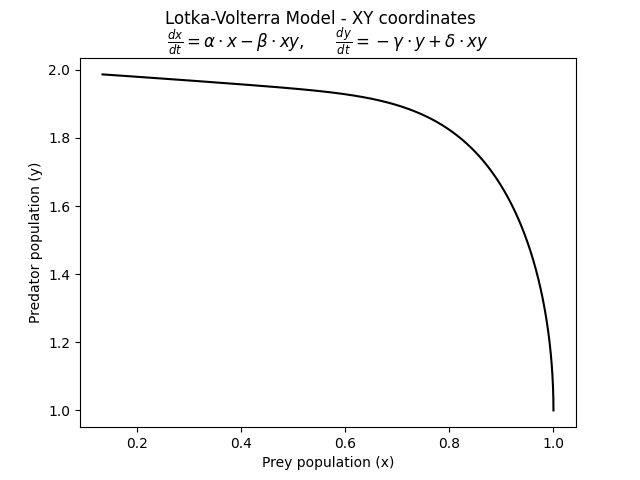 Lotka-Volterra Model - XY coordinates
dx/dt = α · x − β · xy,  dy/dt = − γ · y + δ · xy
2.0
1.8
1.6
1.4
1.2
1.0
Predator population (y)
0.2 0.4 0.6 0.8 1.0
Prey population (x)